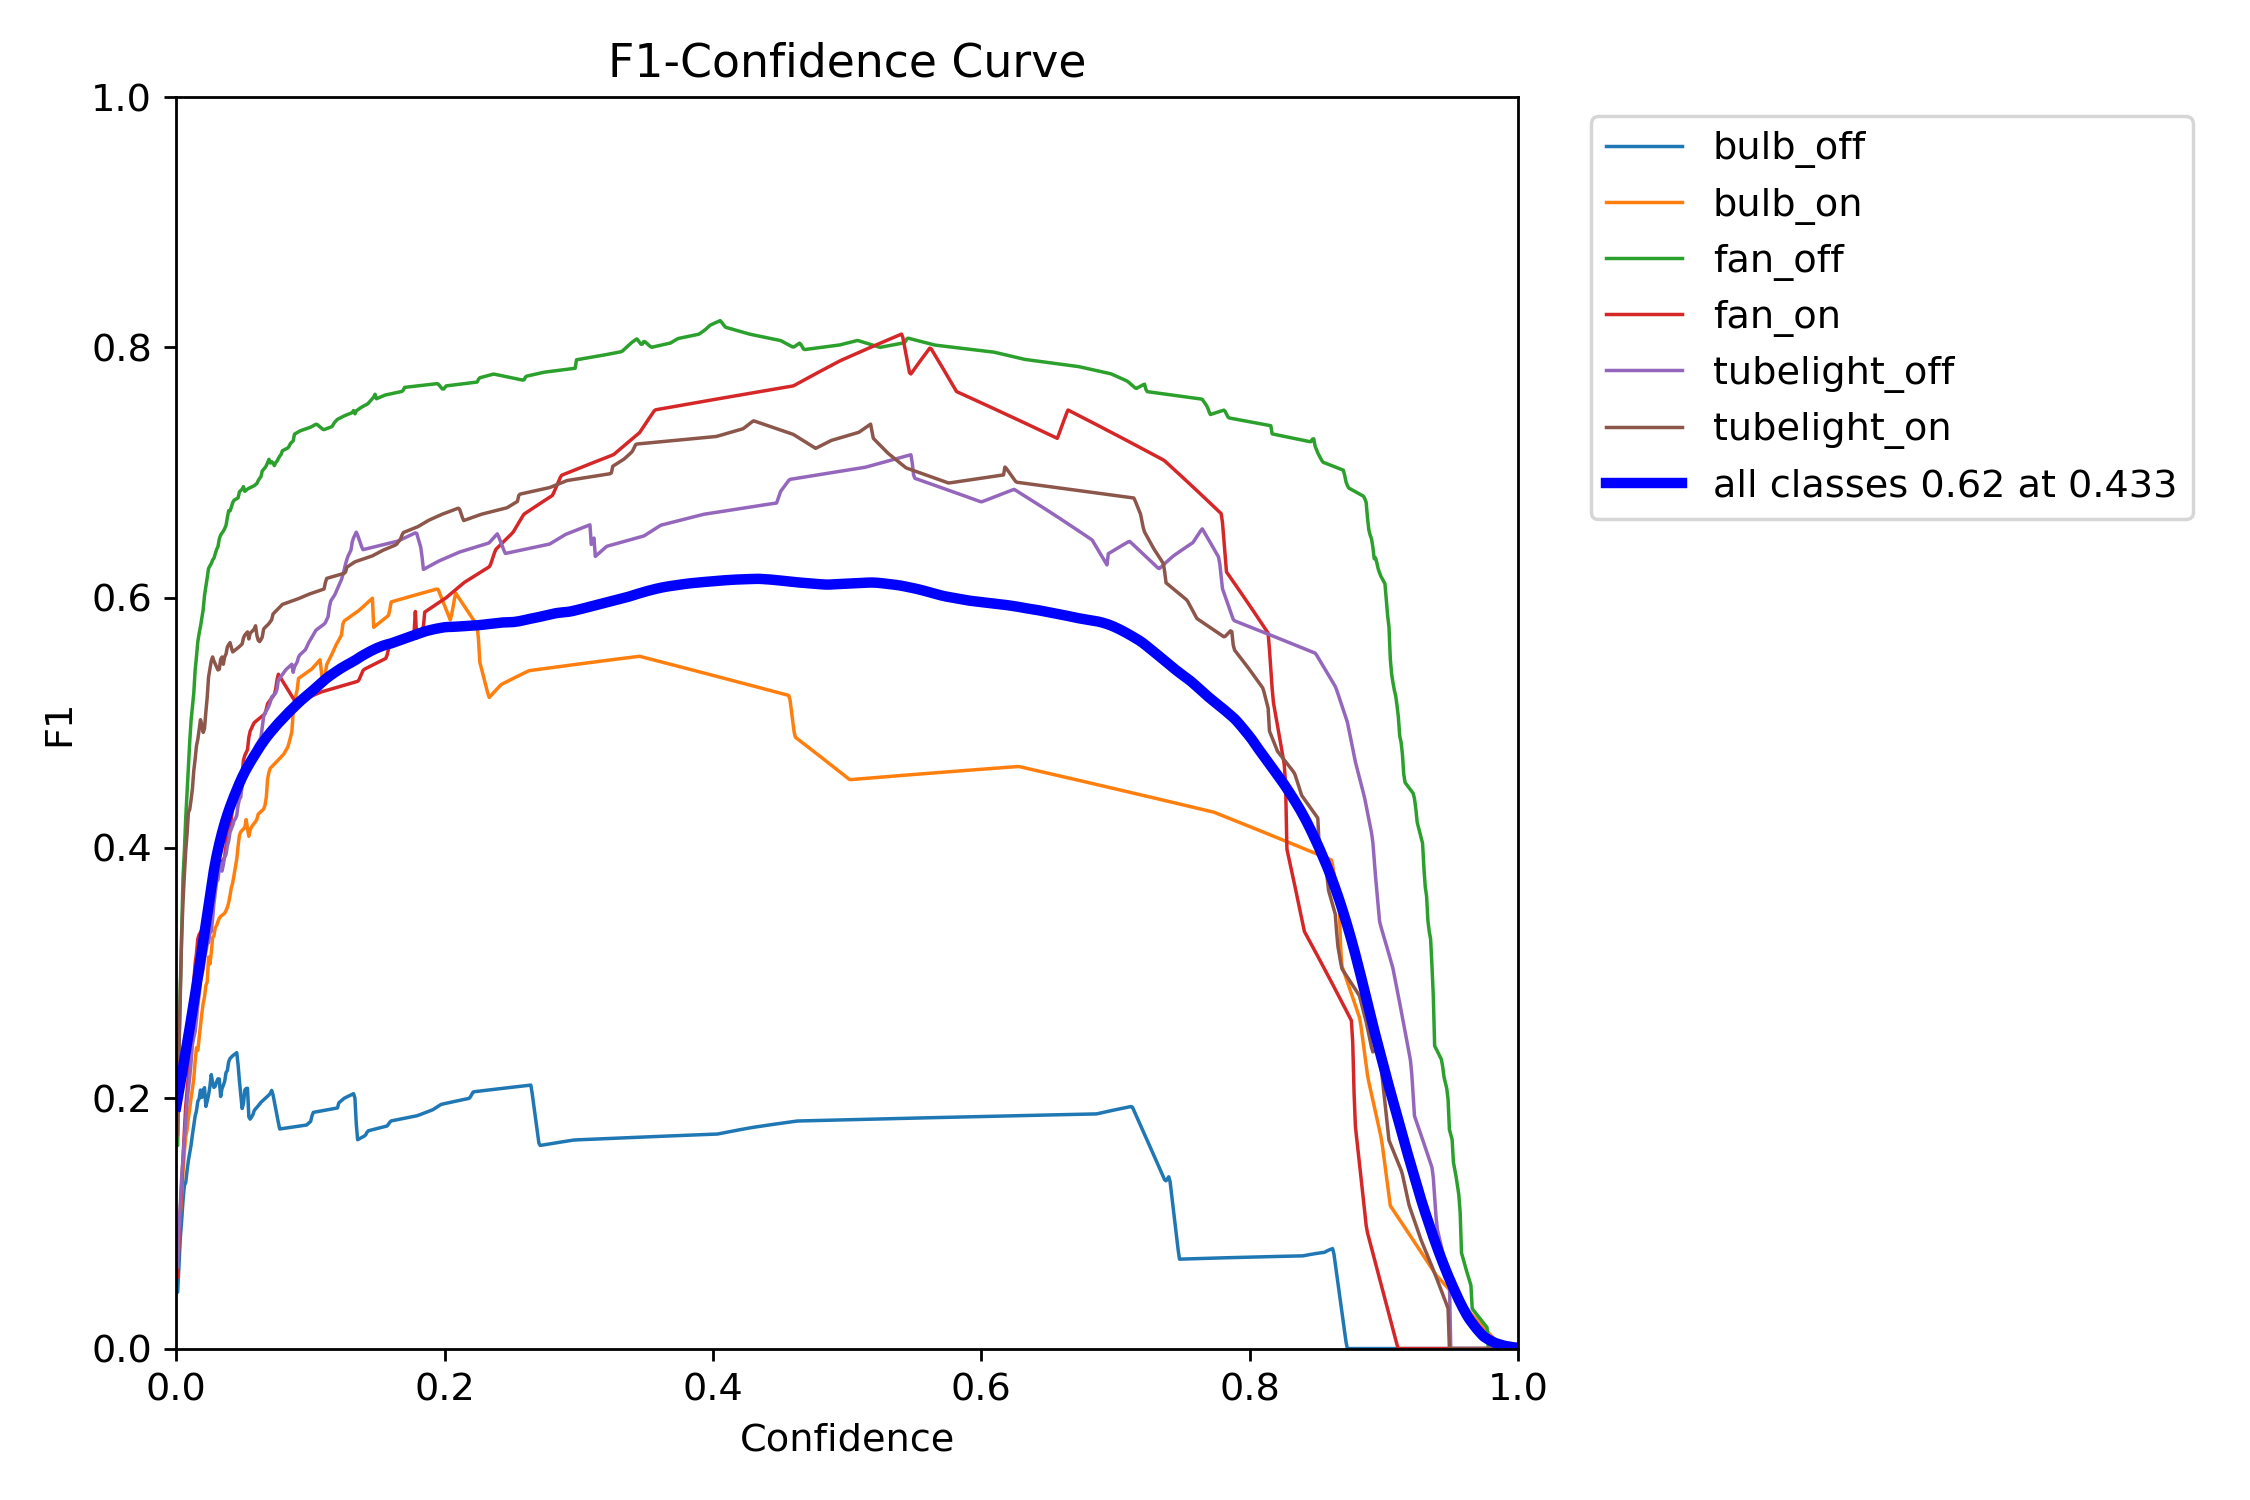 F1-Confidence Curve
1.0
0.8
0.6
0.4
0.2
0.0
F1
0.0 0.2 0.4 0.6 0.8 1.0
Confidence
bulb_off
bulb_on
fan_off
fan_on
tubelight_off
tubelight_on
all classes 0.62 at 0.433